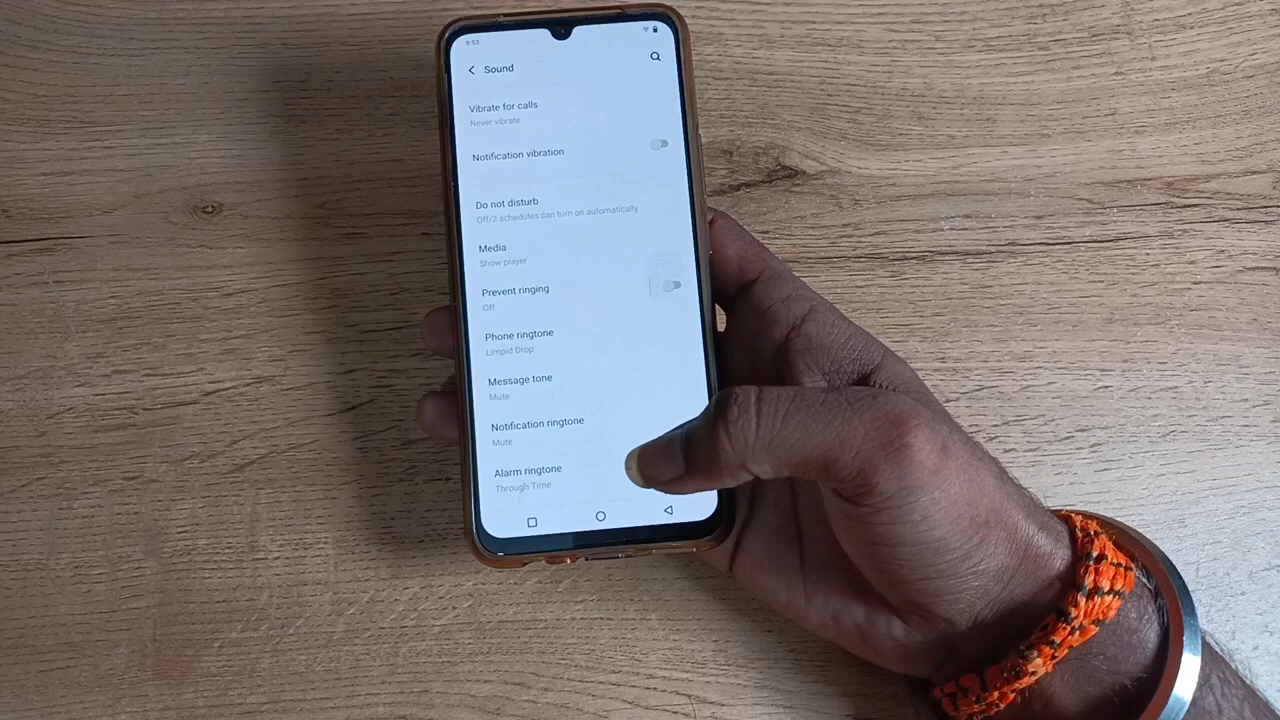 9:53
Sound
Vibrate for calls
Never vibrate
Notification vibration
Do not disturb
Off/2 schedules can turn on automatically
Media
Show player
Prevent ringing
Off
Phone ringtone
Limpid Drop
Message tone
Mute
Notification ringtone
Mute
Alarm ringtone
Through Time